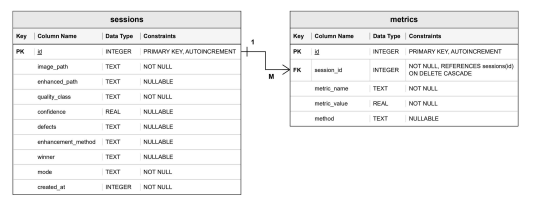 sessions
Key Column Name Data Type Constraints
PK id INTEGER PRIMARY KEY, AUTOINCREMENT
image_path TEXT NOT NULL
enhanced_path TEXT NULLABLE
quality_class TEXT NOT NULL
confidence REAL NULLABLE
defects TEXT NULLABLE
enhancement_method TEXT NULLABLE
winner TEXT NULLABLE
mode TEXT NOT NULL
created_at INTEGER NOT NULL
1
M
metrics
Key Column Name Data Type Constraints
PK id INTEGER PRIMARY KEY, AUTOINCREMENT
FK session_id INTEGER NOT NULL, REFERENCES sessions(id)
ON DELETE CASCADE
metric_name TEXT NOT NULL
metric_value REAL NOT NULL
method TEXT NULLABLE